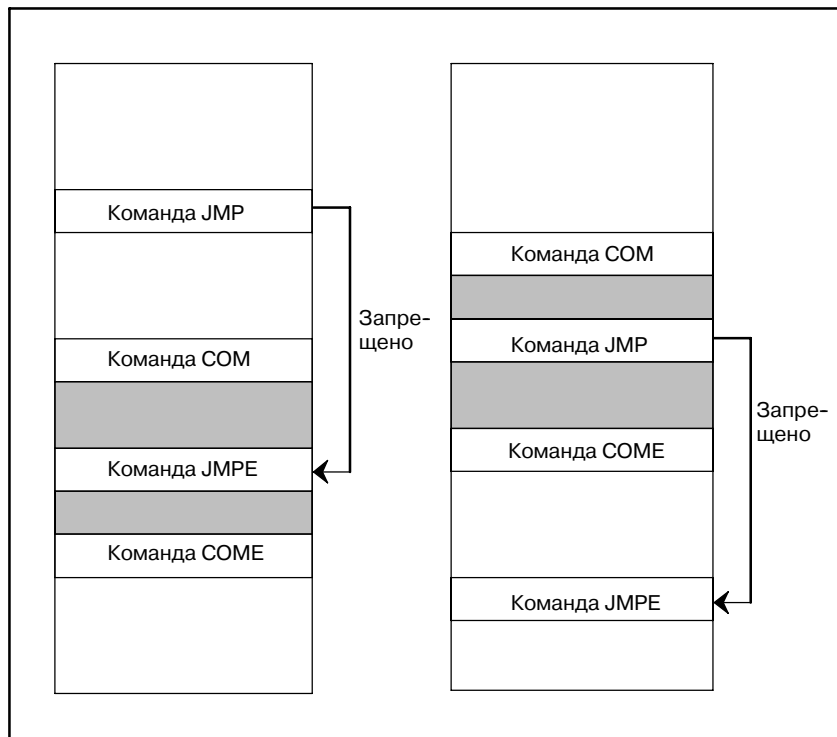 Команда JMP
Запре-
щено
Команда COM
Команда JMPE
Команда COME
Команда COM
Команда JMP
Запре-
щено
Команда COME
Команда JMPE